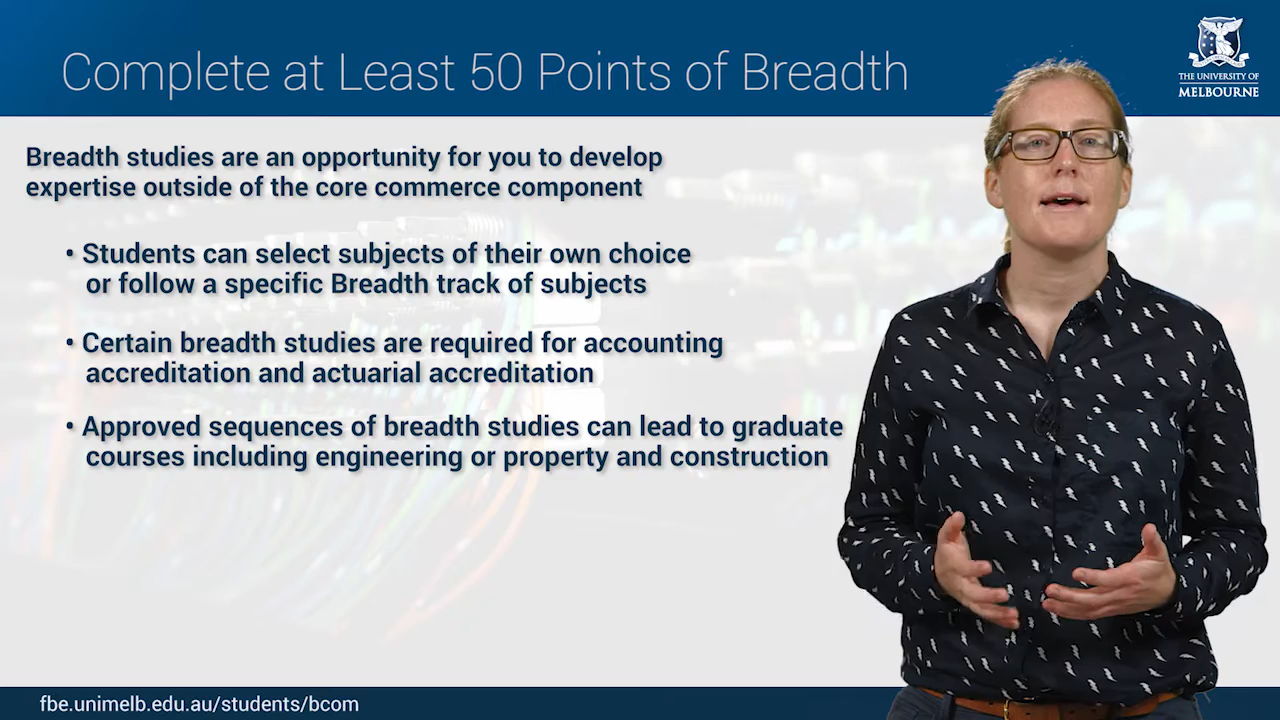 Complete at Least 50 Points of Breadth
THE UNIVERSITY OF
MELBOURNE
Breadth studies are an opportunity for you to develop
expertise outside of the core commerce component
• Students can select subjects of their own choice
or follow a specific Breadth track of subjects
• Certain breadth studies are required for accounting
accreditation and actuarial accreditation
• Approved sequences of breadth studies can lead to graduate
courses including engineering or property and construction
fbe.unimelb.edu.au/students/bcom